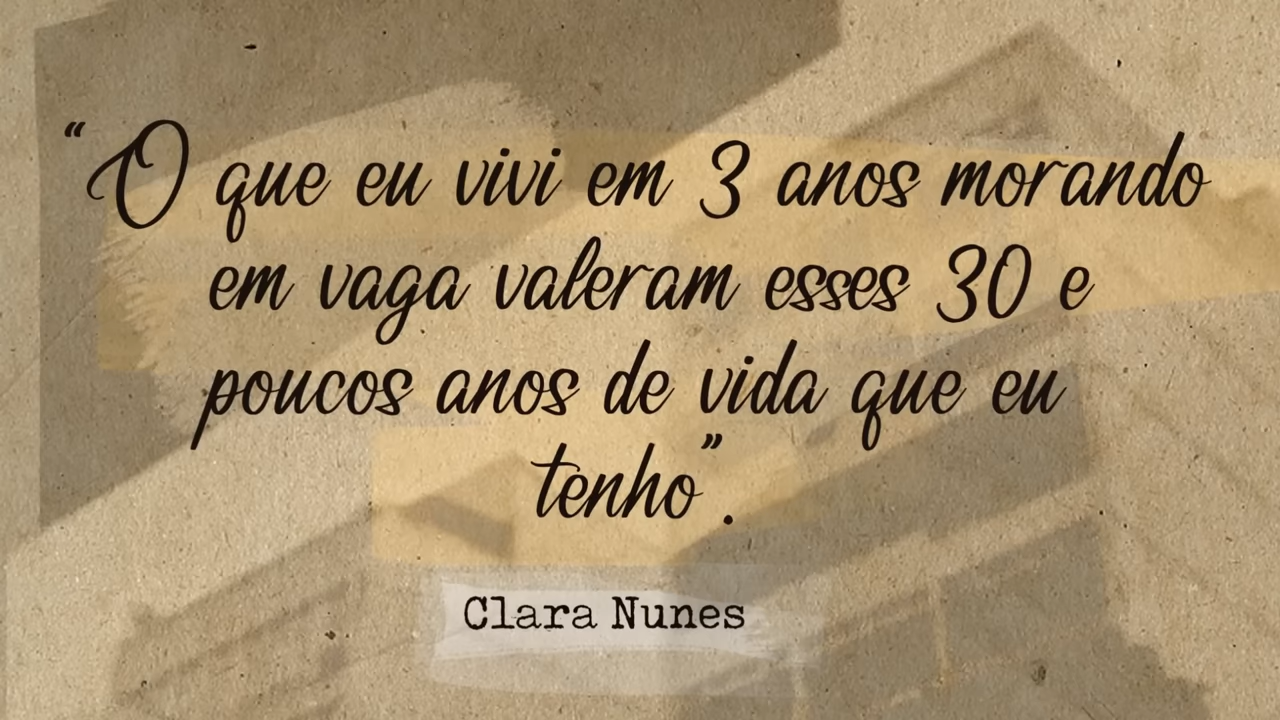 “O que eu vivi em 3 anos morando
em vaga valeram esses 30 e
poucos anos de vida que eu
tenho”.
Clara Nunes